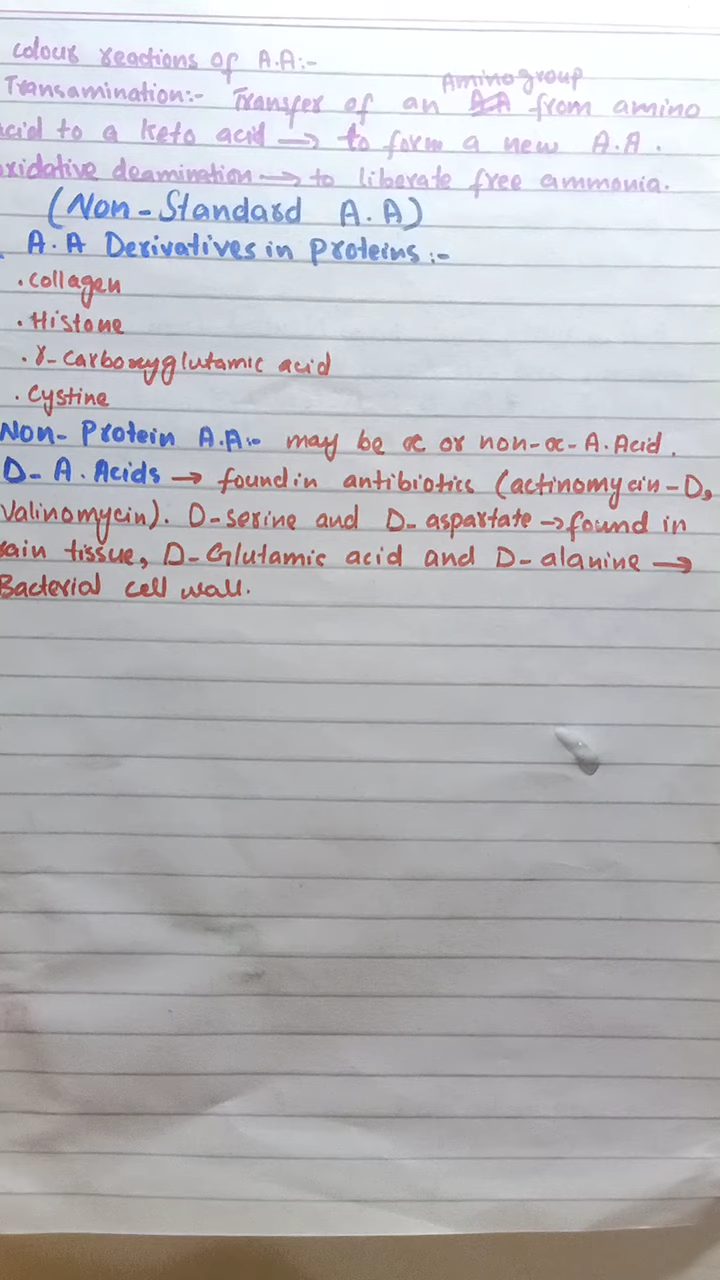 colour reactions of A.A:-
Transamination:- Transfer of an Amino group from amino
acid to a keto acid → to form a new A.A.
oxidative deamination → to liberate free ammonia.
(Non-Standard A.A)
A.A Derivatives in proteins:-
. Collagen
. Histone
. γ-carboxyglutamic acid
. Cystine
Non-Protein A.A:- may be α or non-α-A.Acid.
D-A.Acids → found in antibiotics (actinomycin-D,
Valinomycin). D-serine and D-aspartate → found in
ain tissue, D-Glutamic acid and D-alanine →
Bacterial cell wall.